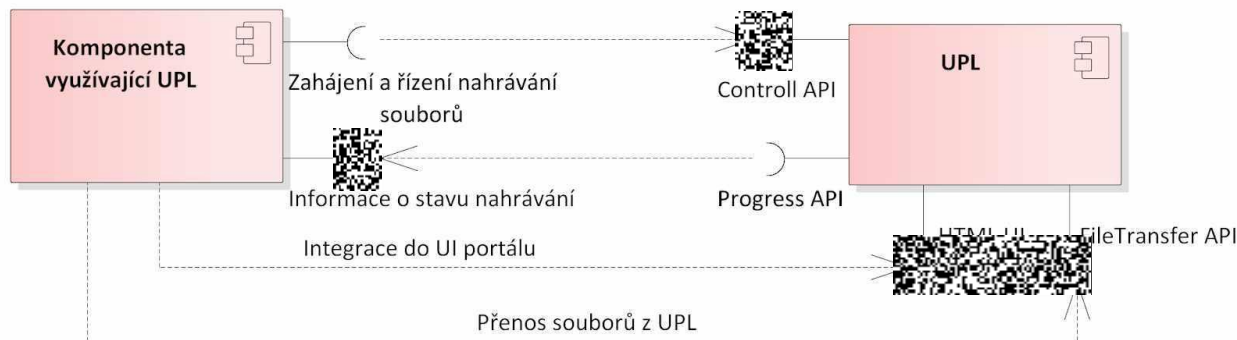 Komponenta
využívající UPL
UPL
Zahájení a řízení nahrávání
souborů
Controll API
Informace o stavu nahrávání
Progress API
FileTransfer API
Integrace do UI portálu
Přenos souborů z UPL